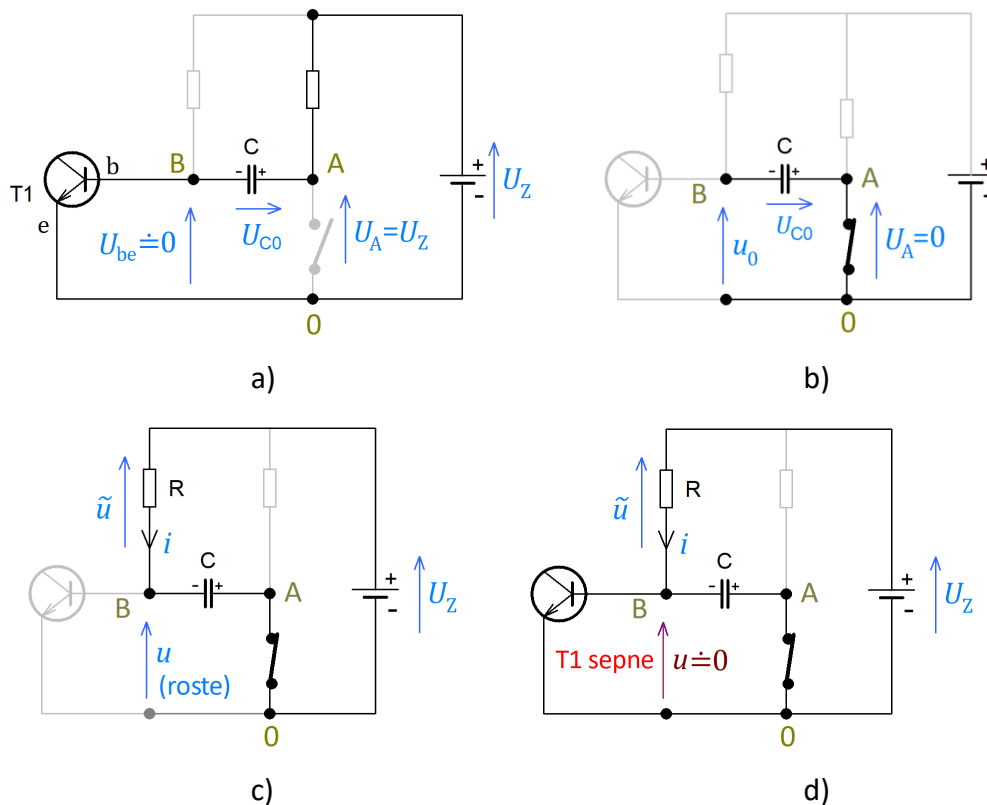 A
C
B
b
T1
e
+
-
- +
U_be≐0
U_C0
U_A=U_Z
U_Z
0
a)
C
B
A
- +
+
-
u_0
U_C0
U_A=0
0
b)
ũ
R
i
C
B
A
- +
+
-
U_Z
u
(roste)
0
c)
ũ
R
i
C
B
A
- +
+
-
U_Z
T1 sepne u≐0
0
d)